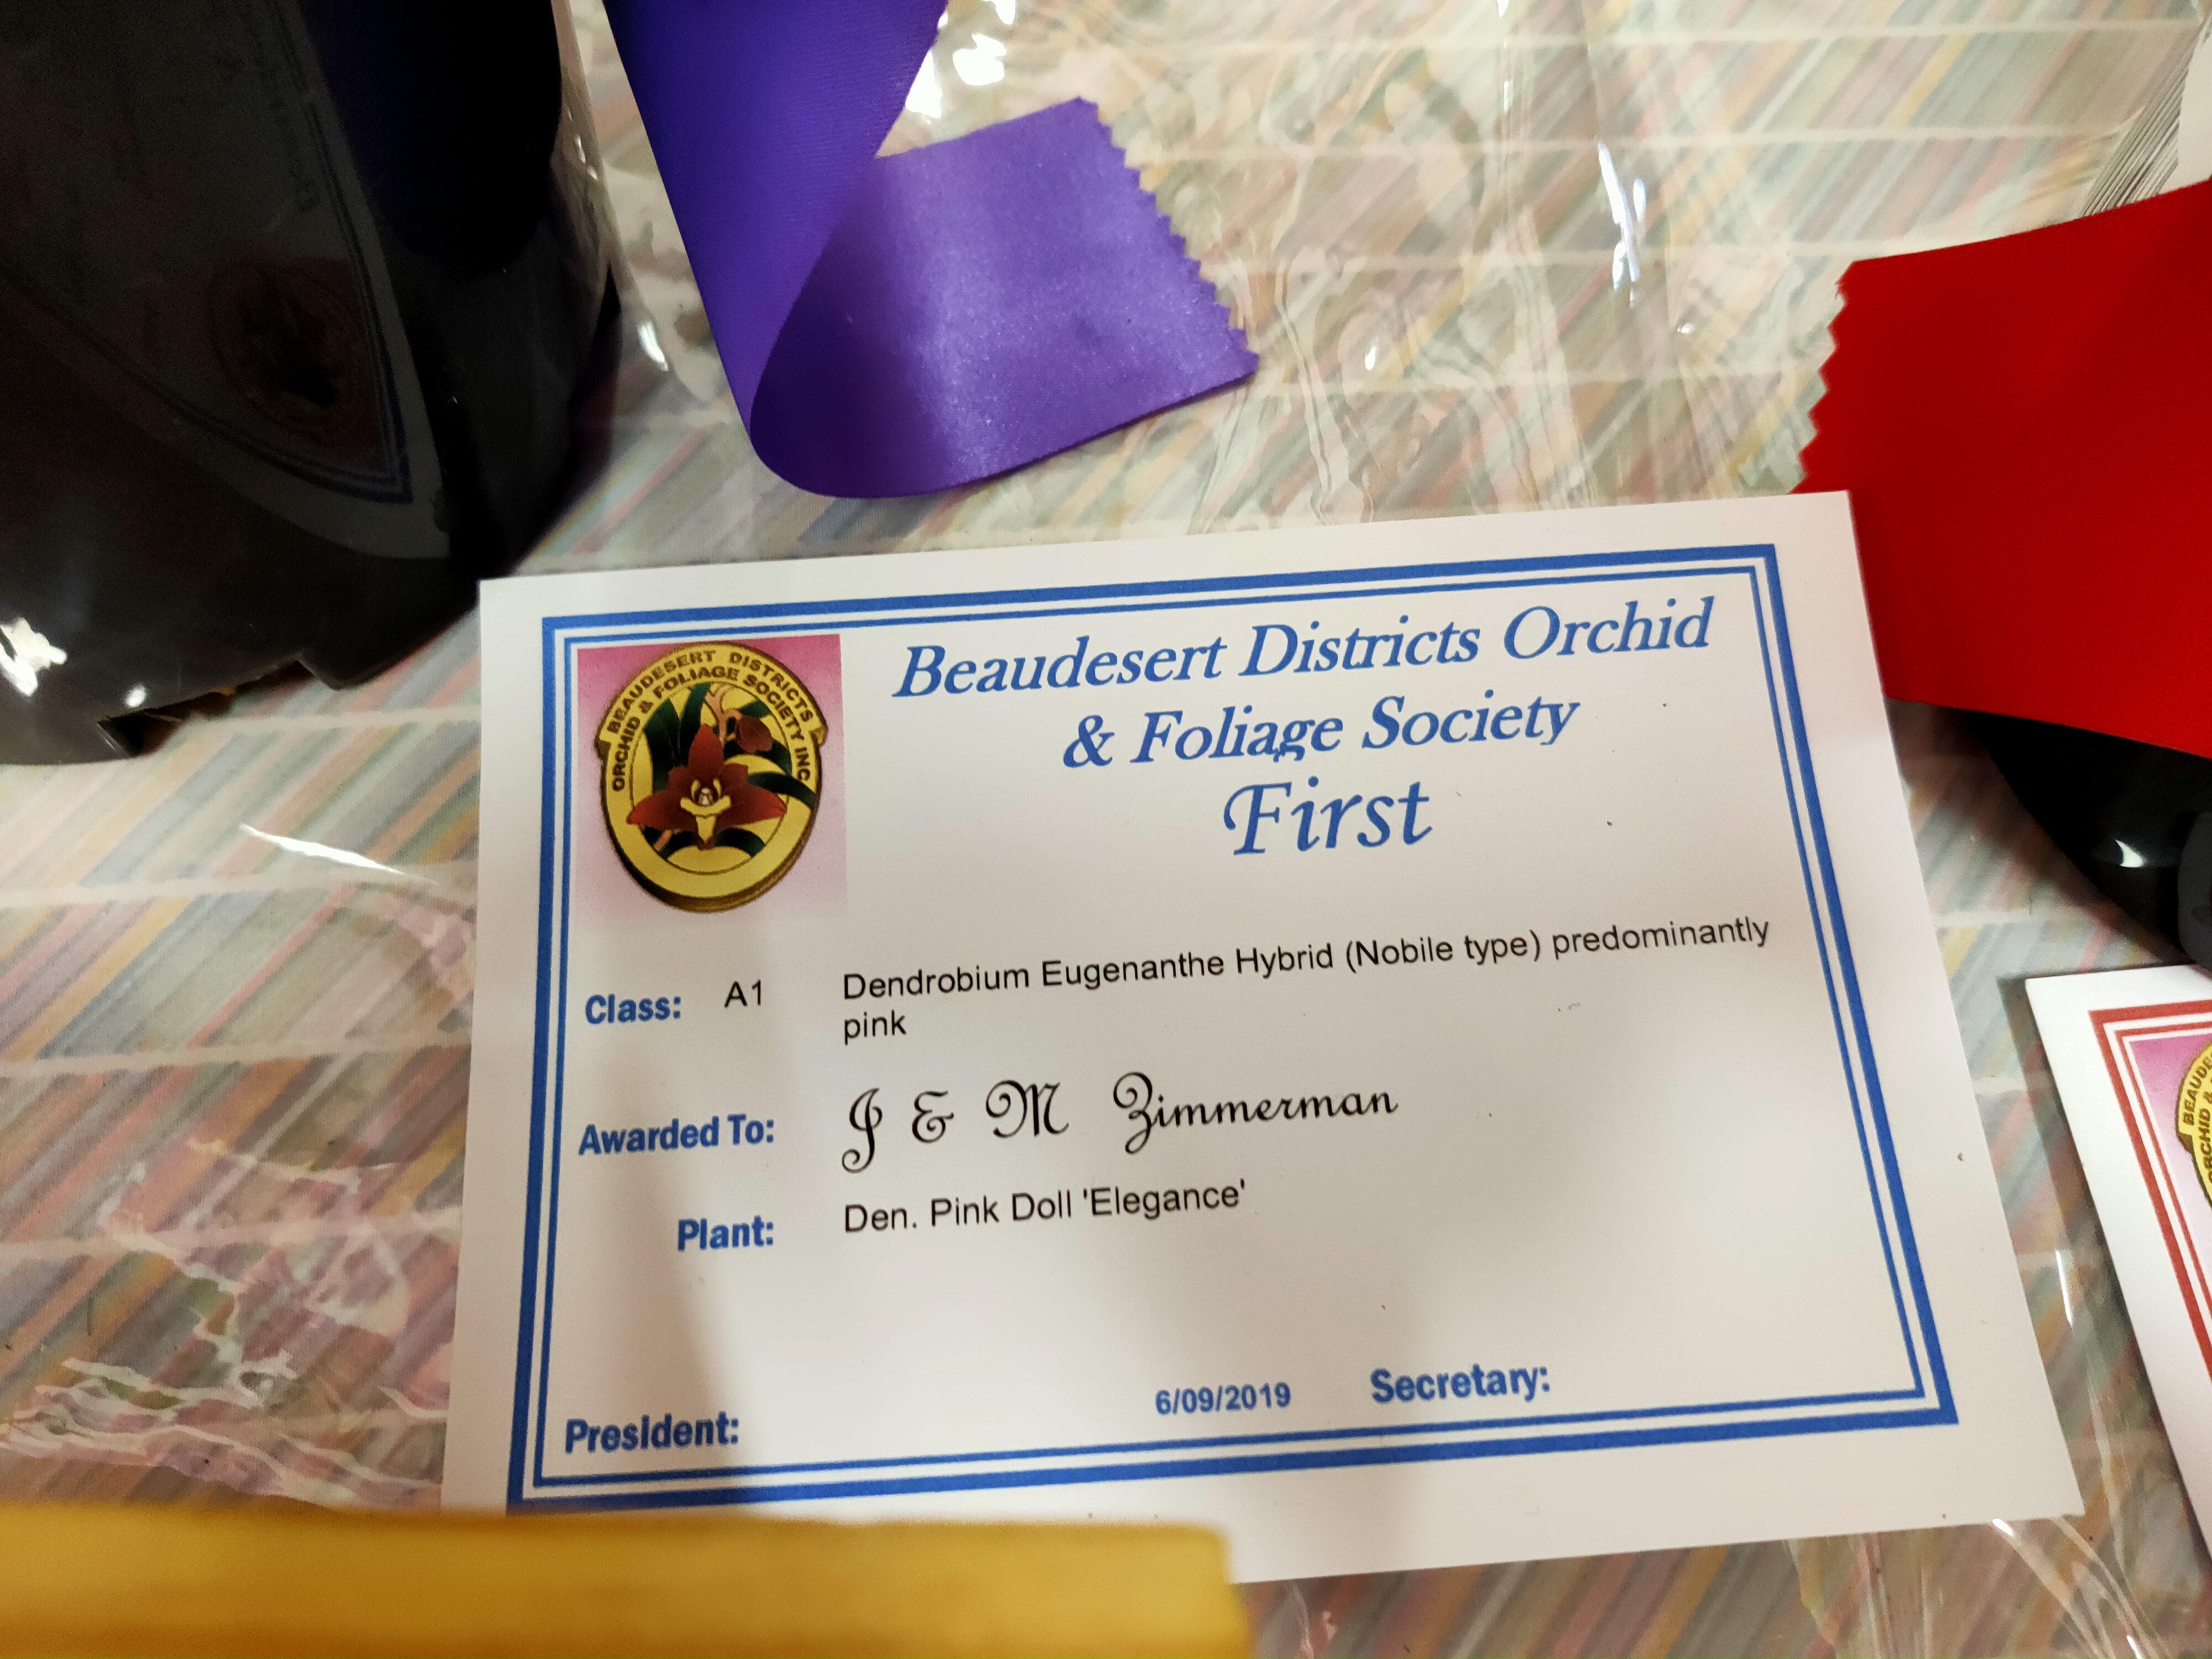 BEAUDESERT DISTRICTS
ORCHID & FOLIAGE SOCIETY INC
Beaudesert Districts Orchid
& Foliage Society
First
Class: A1 Dendrobium Eugenanthe Hybrid (Nobile type) predominantly
pink
Awarded To: J & M Zimmerman
Plant: Den. Pink Doll 'Elegance'
President: 6/09/2019 Secretary: